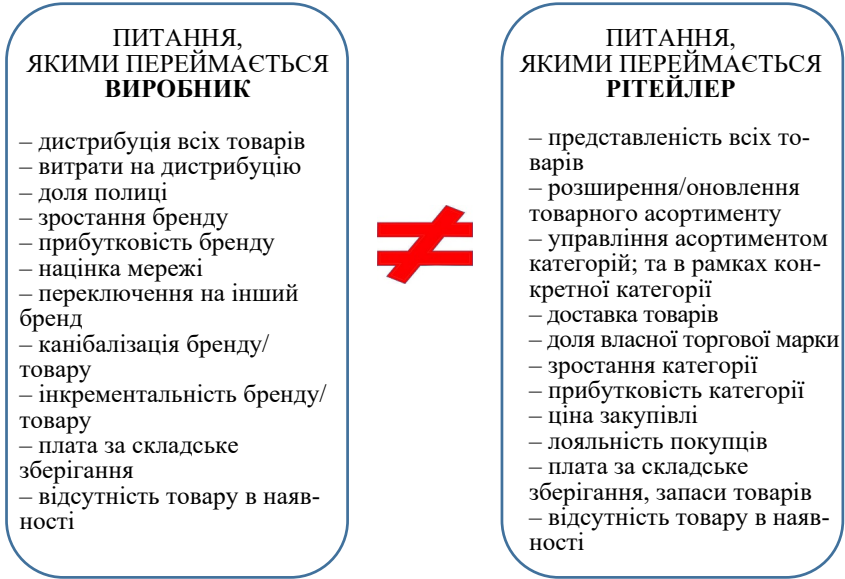 ПИТАННЯ,
ЯКИМИ ПЕРЕЙМАЄТЬСЯ
ВИРОБНИК
– дистрибуція всіх товарів
– витрати на дистрибуцію
– доля полиці
– зростання бренду
– прибутковість бренду
– націнка мережі
– переключення на інший
бренд
– канібалізація бренду/
товару
– інкрементальність бренду/
товару
– плата за складське
зберігання
– відсутність товару в наяв-
ності
≠
ПИТАННЯ,
ЯКИМИ ПЕРЕЙМАЄТЬСЯ
РІТЕЙЛЕР
– представленість всіх то-
варів
– розширення/оновлення
товарного асортименту
– управління асортиментом
категорій; та в рамках кон-
кретної категорії
– доставка товарів
– доля власної торгової марки
– зростання категорії
– прибутковість категорії
– ціна закупівлі
– лояльність покупців
– плата за складське
зберігання, запаси товарів
– відсутність товару в наяв-
ності